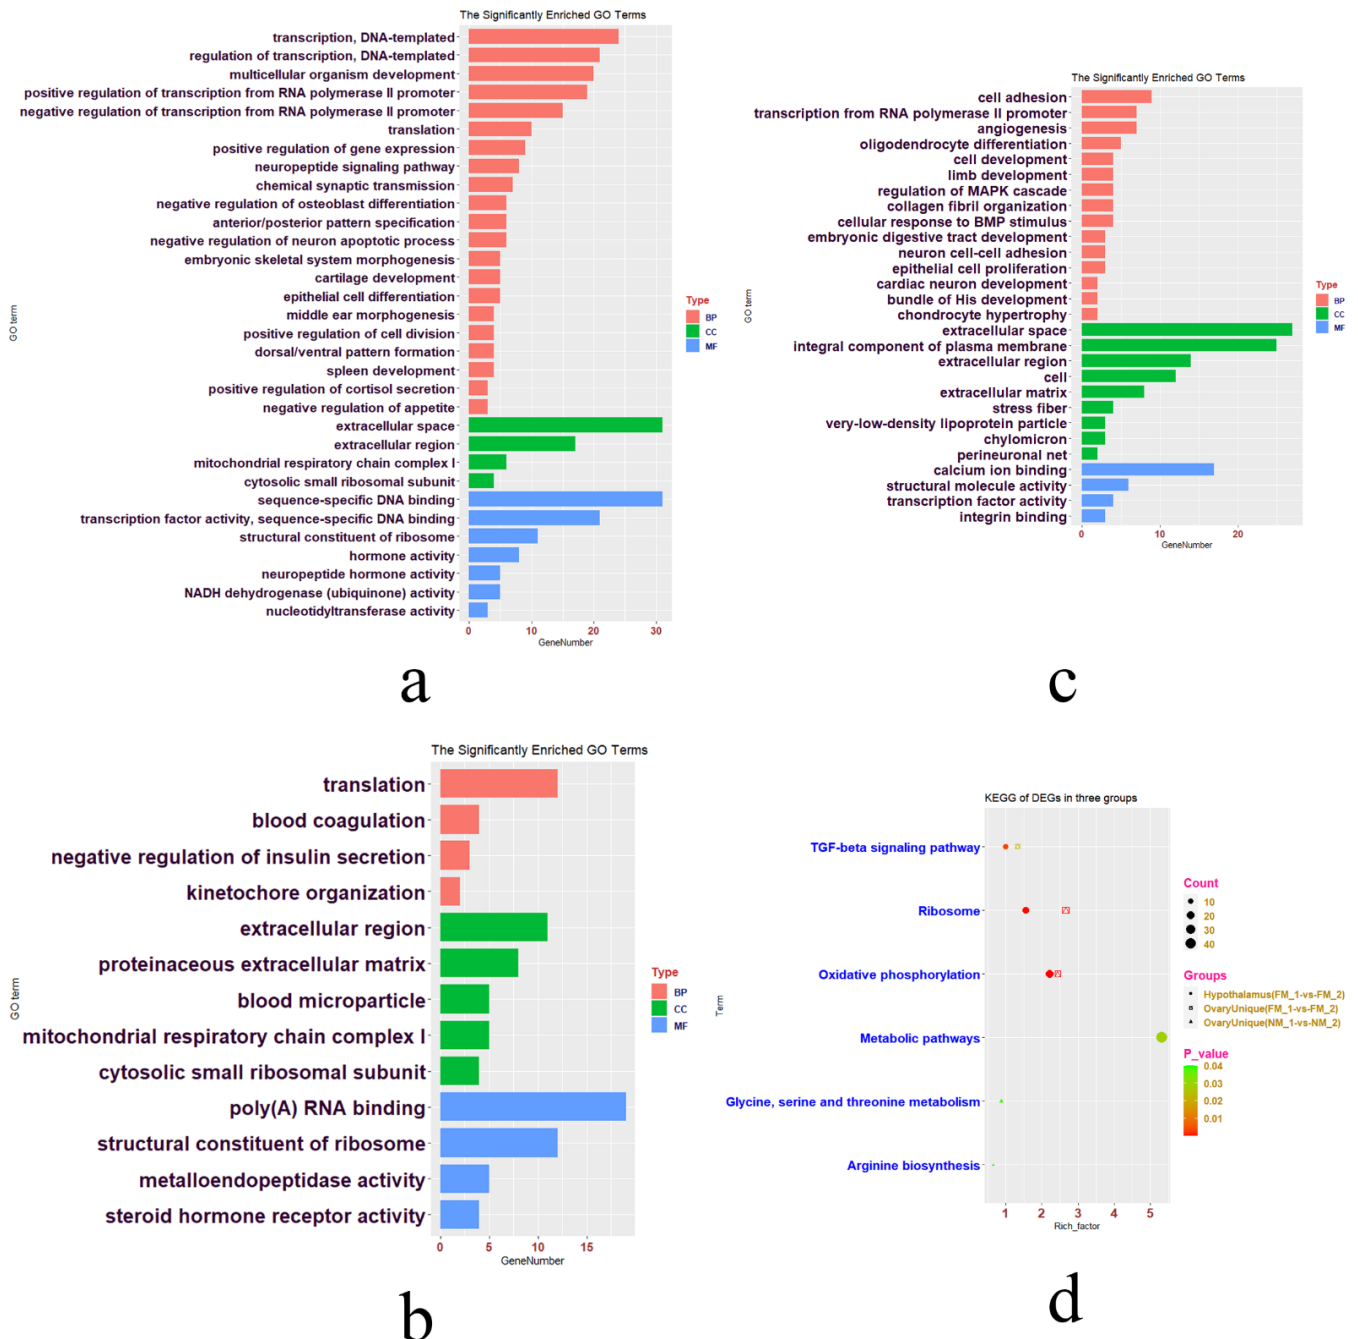 The Significantly Enriched GO Terms
transcription, DNA-templated
regulation of transcription, DNA-templated
multicellular organism development
positive regulation of transcription from RNA polymerase II promoter
negative regulation of transcription from RNA polymerase II promoter
translation
positive regulation of gene expression
neuropeptide signaling pathway
chemical synaptic transmission
negative regulation of osteoblast differentiation
anterior/posterior pattern specification
negative regulation of neuron apoptotic process
embryonic skeletal system morphogenesis
cartilage development
epithelial cell differentiation
middle ear morphogenesis
positive regulation of cell division
dorsal/ventral pattern formation
spleen development
positive regulation of cortisol secretion
negative regulation of appetite
extracellular space
extracellular region
mitochondrial respiratory chain complex I
cytosolic small ribosomal subunit
sequence-specific DNA binding
transcription factor activity, sequence-specific DNA binding
structural constituent of ribosome
hormone activity
neuropeptide hormone activity
NADH dehydrogenase (ubiquinone) activity
nucleotidyltransferase activity
GO term
0 10 20 30
GeneNumber
Type
BP
CC
MF
a
The Significantly Enriched GO Terms
cell adhesion
transcription from RNA polymerase II promoter
angiogenesis
oligodendrocyte differentiation
cell development
limb development
regulation of MAPK cascade
collagen fibril organization
cellular response to BMP stimulus
embryonic digestive tract development
neuron cell-cell adhesion
epithelial cell proliferation
cardiac neuron development
bundle of His development
chondrocyte hypertrophy
extracellular space
integral component of plasma membrane
extracellular region
cell
extracellular matrix
stress fiber
very-low-density lipoprotein particle
chylomicron
perineuronal net
calcium ion binding
structural molecule activity
transcription factor activity
integrin binding
GO term
0 10 20
GeneNumber
Type
BP
CC
MF
c
The Significantly Enriched GO Terms
translation
blood coagulation
negative regulation of insulin secretion
kinetochore organization
extracellular region
proteinaceous extracellular matrix
blood microparticle
mitochondrial respiratory chain complex I
cytosolic small ribosomal subunit
poly(A) RNA binding
structural constituent of ribosome
metalloendopeptidase activity
steroid hormone receptor activity
GO term
0 5 10 15
GeneNumber
Type
BP
CC
MF
b
KEGG of DEGs in three groups
TGF-beta signaling pathway
Ribosome
Oxidative phosphorylation
Metabolic pathways
Glycine, serine and threonine metabolism
Arginine biosynthesis
Term
1 2 3 4 5
Rich_factor
Count
10
20
30
40
Groups
Hypothalamus(FM_1-vs-FM_2)
OvaryUnique(FM_1-vs-FM_2)
OvaryUnique(NM_1-vs-NM_2)
P_value
0.04
0.03
0.02
0.01
d